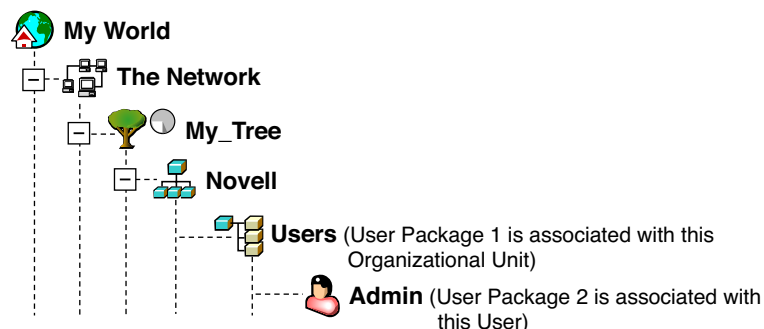 My World
The Network
My_Tree
Novell
Users (User Package 1 is associated with this
Organizational Unit)
Admin (User Package 2 is associated with
this User)